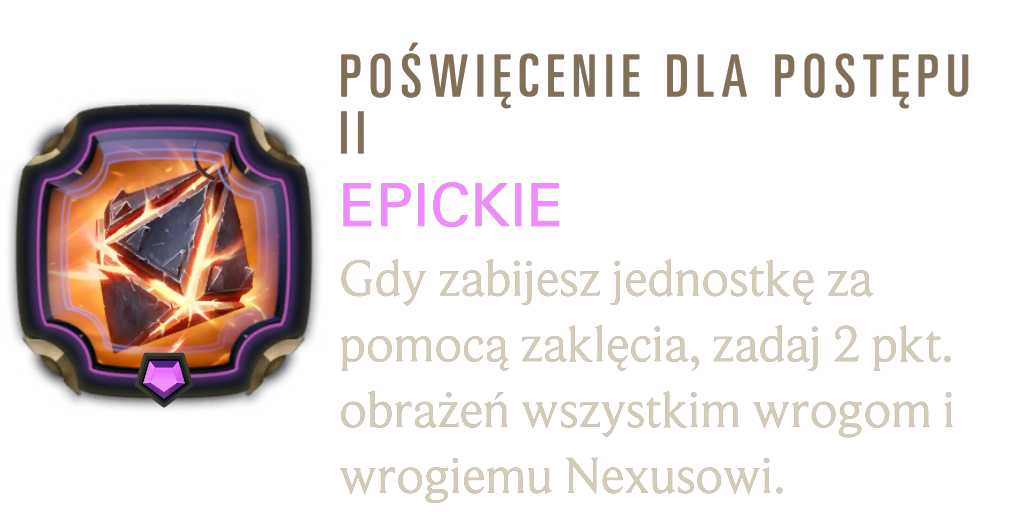 POŚWIĘCENIE DLA POSTĘPU
II
EPICKIE
Gdy zabijesz jednostkę za
pomocą zaklęcia, zadaj 2 pkt.
obrażeń wszystkim wrogom i
wrogiemu Nexusowi.